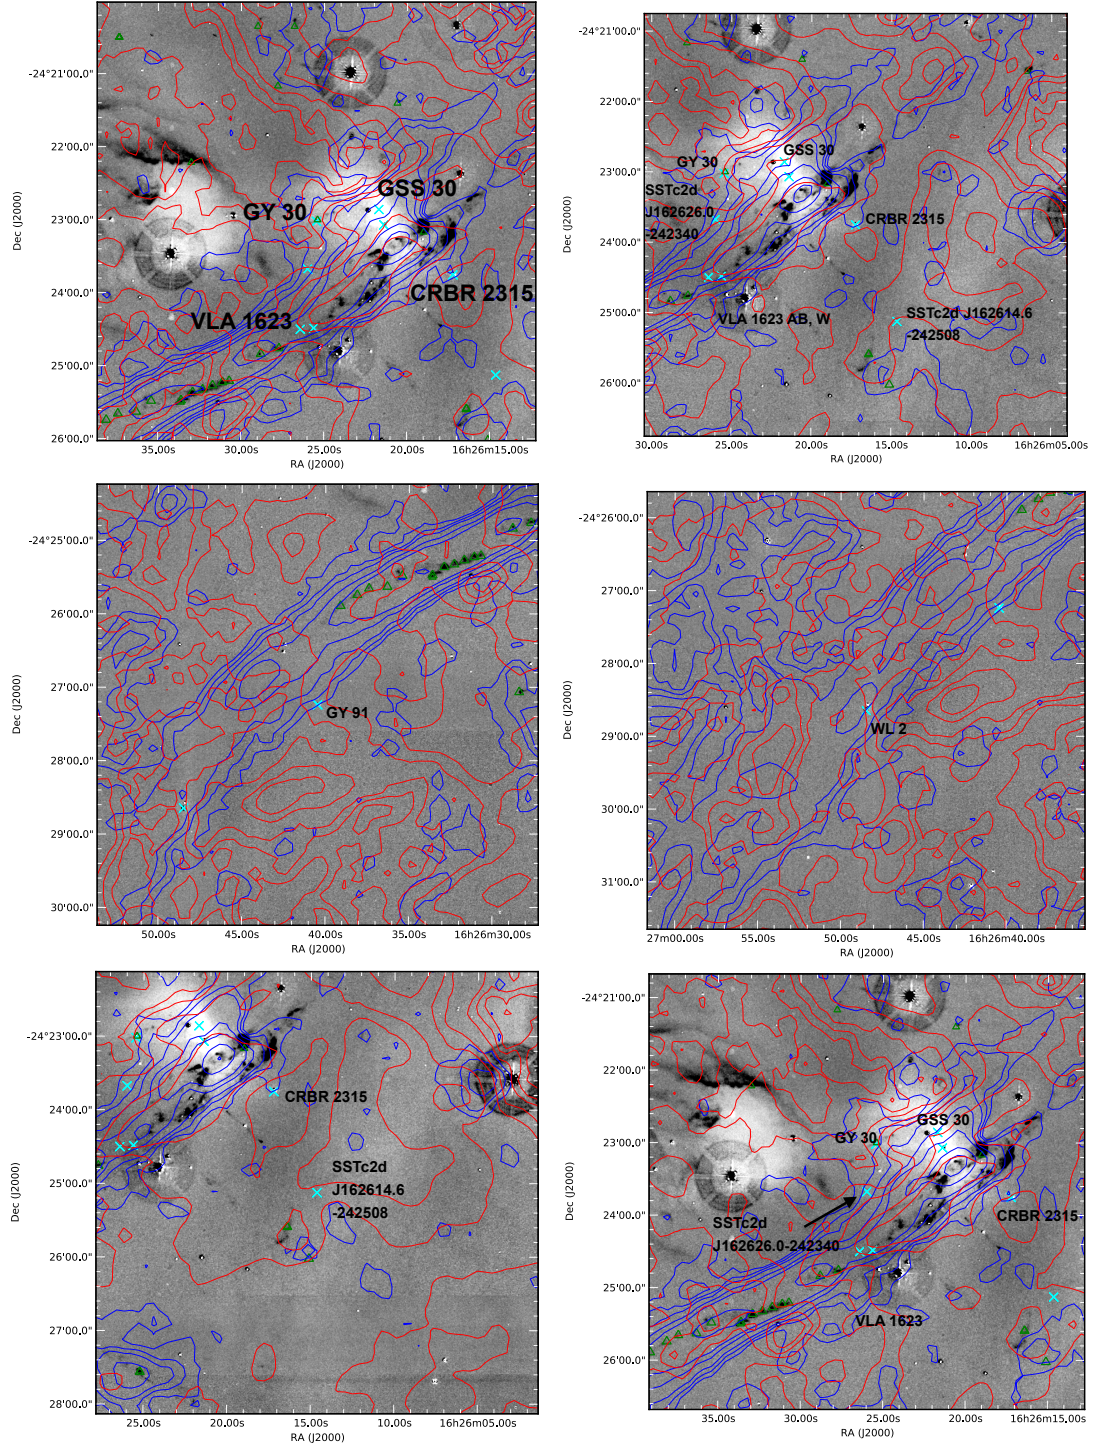 -24°21'00.0"
22'00.0"
23'00.0"
24'00.0"
25'00.0"
26'00.0"
Dec (J2000)
GSS 30
GY 30
CRBR 2315
VLA 1623
35.00s
30.00s
25.00s
20.00s
16h26m15.00s
RA (J2000)
-24°21'00.0"
22'00.0"
23'00.0"
24'00.0"
25'00.0"
26'00.0"
Dec (J2000)
GSS 30
GY 30
SSTc2d
J162626.0
-242340
CRBR 2315
VLA 1623 AB, W
SSTc2d J162614.6
-242508
30.00s
25.00s
20.00s
15.00s
10.00s
16h26m05.00s
RA (J2000)
-24°25'00.0"
26'00.0"
27'00.0"
28'00.0"
29'00.0"
30'00.0"
Dec (J2000)
GY 91
50.00s
45.00s
40.00s
35.00s
16h26m30.00s
RA (J2000)
-24°26'00.0"
27'00.0"
28'00.0"
29'00.0"
30'00.0"
31'00.0"
Dec (J2000)
WL 2
27m00.00s
55.00s
50.00s
45.00s
16h26m40.00s
RA (J2000)
-24°23'00.0"
24'00.0"
25'00.0"
26'00.0"
27'00.0"
28'00.0"
Dec (J2000)
CRBR 2315
SSTc2d
J162614.6
-242508
25.00s
20.00s
15.00s
10.00s
16h26m05.00s
RA (J2000)
-24°21'00.0"
22'00.0"
23'00.0"
24'00.0"
25'00.0"
26'00.0"
Dec (J2000)
GSS 30
GY 30
SSTc2d
J162626.0-242340
CRBR 2315
VLA 1623
35.00s
30.00s
25.00s
20.00s
16h26m15.00s
RA (J2000)